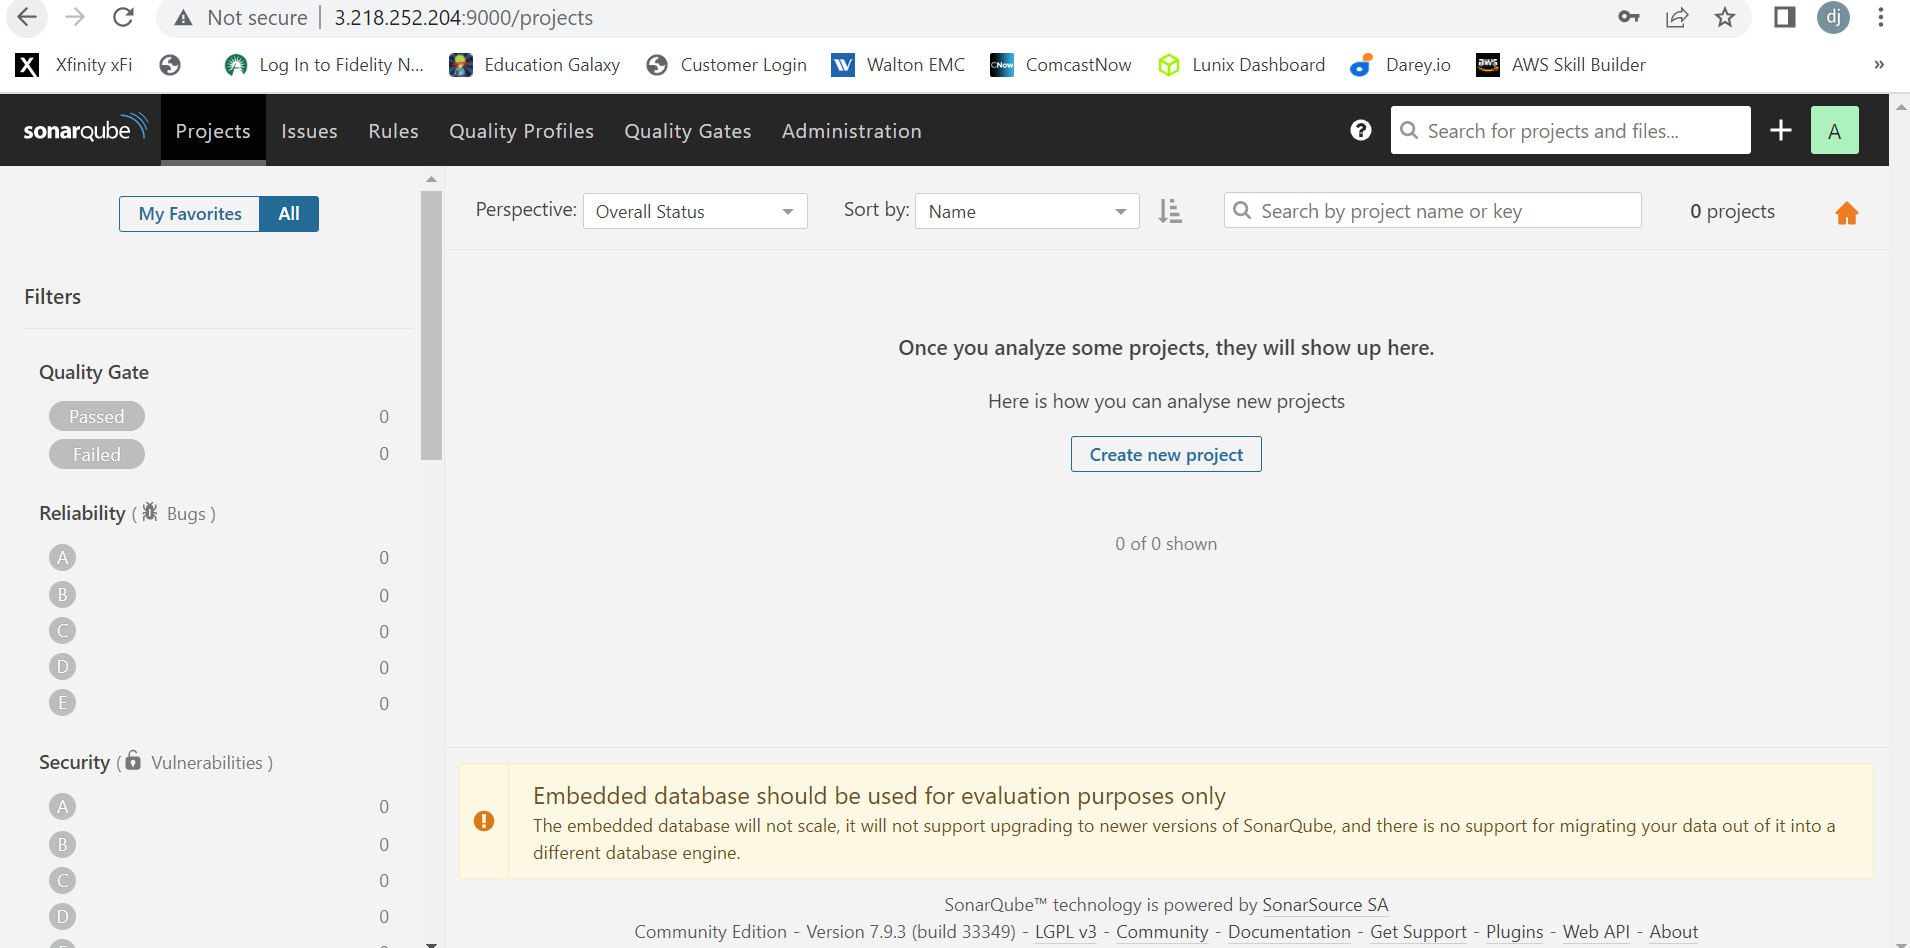 Not secure | 3.218.252.204:9000/projects dj
X Xfinity xFi Log In to Fidelity N... Education Galaxy Customer Login W Walton EMC CNow ComcastNow Lunix Dashboard Darey.io aws AWS Skill Builder »
sonarqube Projects Issues Rules Quality Profiles Quality Gates Administration ? Search for projects and files... + A
My Favorites All Perspective: Overall Status Sort by: Name Search by project name or key 0 projects
Filters
Once you analyze some projects, they will show up here.
Here is how you can analyse new projects
Create new project
0 of 0 shown
Quality Gate
Passed 0
Failed 0
Reliability ( Bugs )
A 0
B 0
C 0
D 0
E 0
Security ( Vulnerabilities )
A 0
B 0
C 0
D 0
Embedded database should be used for evaluation purposes only
The embedded database will not scale, it will not support upgrading to newer versions of SonarQube, and there is no support for migrating your data out of it into a
different database engine.
SonarQube™ technology is powered by SonarSource SA
Community Edition - Version 7.9.3 (build 33349) - LGPL v3 - Community - Documentation - Get Support - Plugins - Web API - About